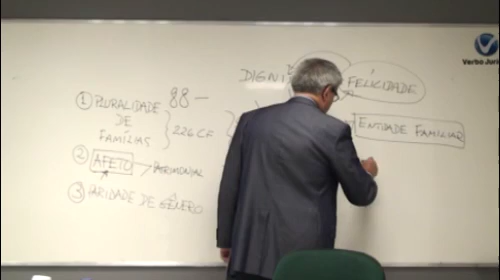 DIGNI
FELICIDADE
① PLURALIDADE 88 —
DE
FAMÍLIAS 226 CF
ENTIDADE FAMILIAR
② AFETO PATRIMONIAL
③ PARIDADE DE GÊNERO
Verbo Jurí